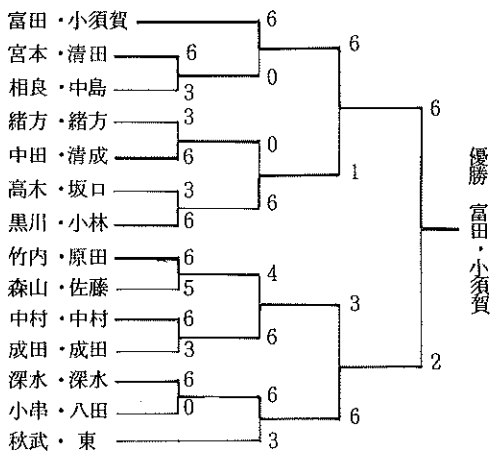 富田・小須賀
宮本・清田
相良・中島
緒方・緒方
中田・清成
高木・坂口
黒川・小林
竹内・原田
森山・佐藤
中村・中村
成田・成田
深水・深水
小串・八田
秋武・東
6
3
3
6
3
6
6
5
6
3
6
0
6
0
0
6
4
6
6
3
6
1
3
6
6
2
優勝 富田・小須賀